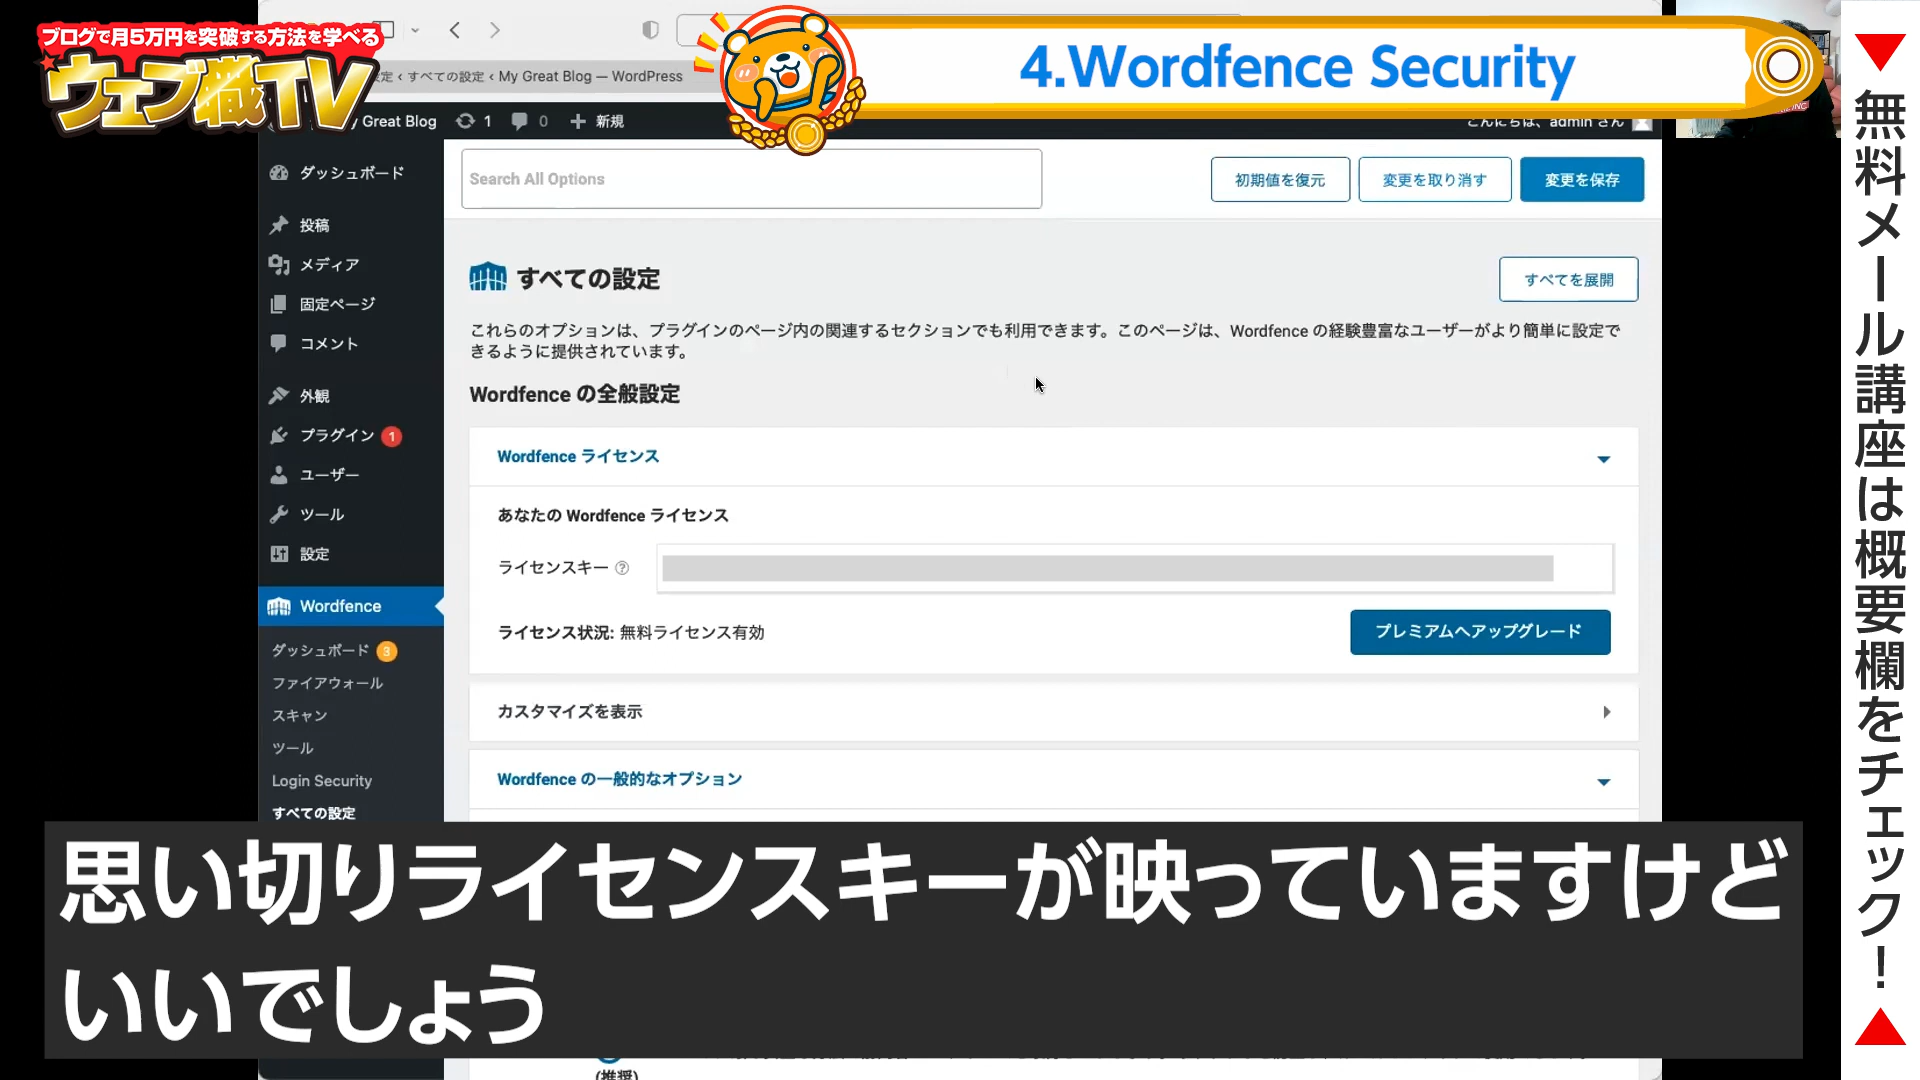 ブログで月5万円を突破する方法を学べる
ウェブ職TV
4.Wordfence Security
定 ‹ すべての設定 ‹ My Great Blog — WordPress
Great Blog
1
0
新規
こんにちは、admin さん
ダッシュボード
投稿
メディア
固定ページ
コメント
外観
プラグイン 1
ユーザー
ツール
設定
Wordfence
ダッシュボード 3
ファイアウォール
スキャン
ツール
Login Security
すべての設定
Search All Options
初期値を復元
変更を取り消す
変更を保存
すべての設定
すべてを展開
これらのオプションは、プラグインのページ内の関連するセクションでも利用できます。このページは、Wordfence の経験豊富なユーザーがより簡単に設定で
きるように提供されています。
Wordfence の全般設定
Wordfence ライセンス
あなたの Wordfence ライセンス
ライセンスキー
ライセンス状況: 無料ライセンス有効
プレミアムへアップグレード
カスタマイズを表示
Wordfence の一般的なオプション
思い切りライセンスキーが映っていますけど
いいでしょう
(推奨)
▼無料メール講座は概要欄をチェック！▲